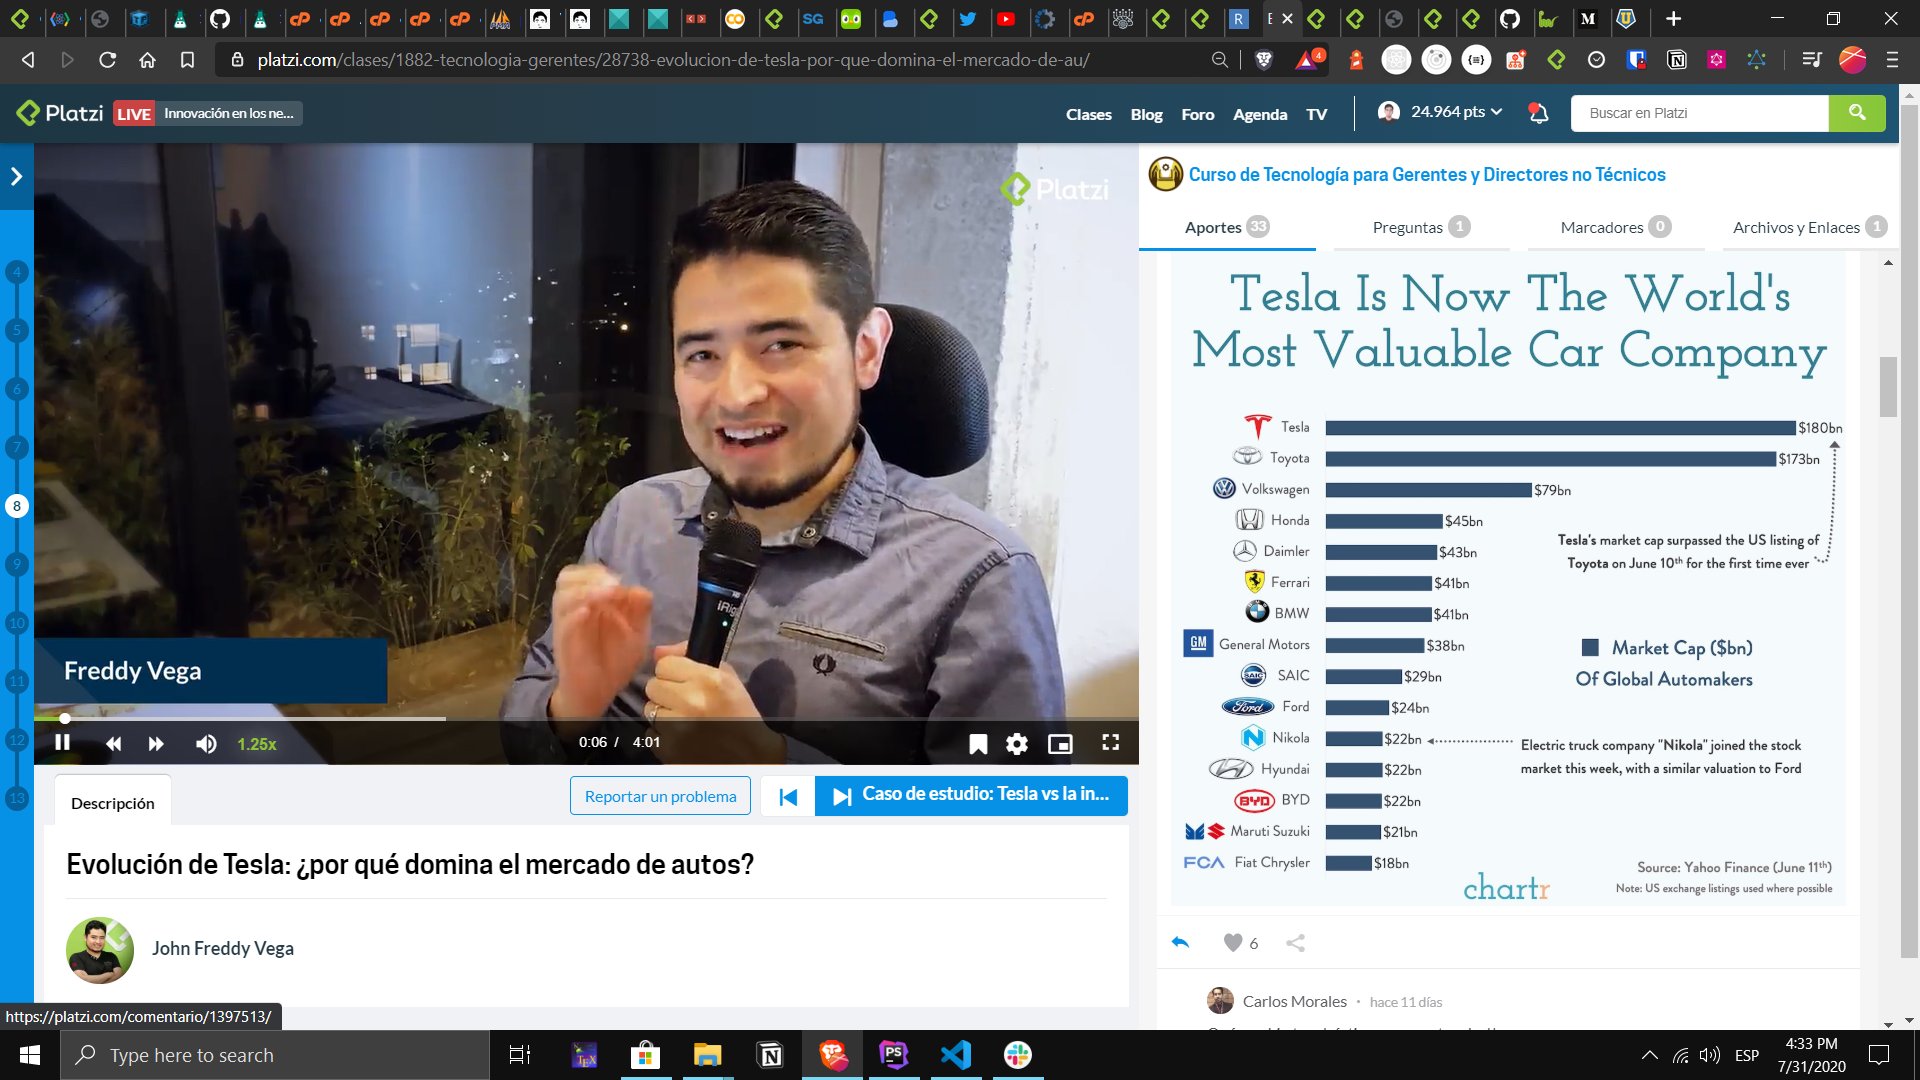 platzi.com/clases/1882-tecnologia-gerentes/28738-evolucion-de-tesla-por-que-domina-el-mercado-de-au/
4
Platzi
LIVE
Innovación en los ne...
Clases
Blog
Foro
Agenda
TV
24.964 pts
Buscar en Platzi
4
5
6
7
8
9
10
11
12
13
Platzi
Freddy Vega
1.25x
0:06 / 4:01
Descripción
Reportar un problema
Caso de estudio: Tesla vs la in...
Evolución de Tesla: ¿por qué domina el mercado de autos?
John Freddy Vega
https://platzi.com/comentario/1397513/
Curso de Tecnología para Gerentes y Directores no Técnicos
Aportes 33
Preguntas 1
Marcadores 0
Archivos y Enlaces 1
Tesla Is Now The World's
Most Valuable Car Company
Tesla $180bn
Toyota $173bn
Volkswagen $79bn
Honda $45bn
Daimler $43bn
Ferrari $41bn
BMW $41bn
GM General Motors $38bn
SAIC SAIC $29bn
Ford Ford $24bn
Nikola $22bn
Hyundai $22bn
BYD BYD $22bn
Maruti Suzuki $21bn
FCA Fiat Chrysler $18bn
Tesla's market cap surpassed the US listing of
Toyota on June 10th for the first time ever
Market Cap ($bn)
Of Global Automakers
Electric truck company "Nikola" joined the stock
market this week, with a similar valuation to Ford
Source: Yahoo Finance (June 11th)
chartr
Note: US exchange listings used where possible
6
Carlos Morales · hace 11 días
Type here to search
ESP
4:33 PM
7/31/2020